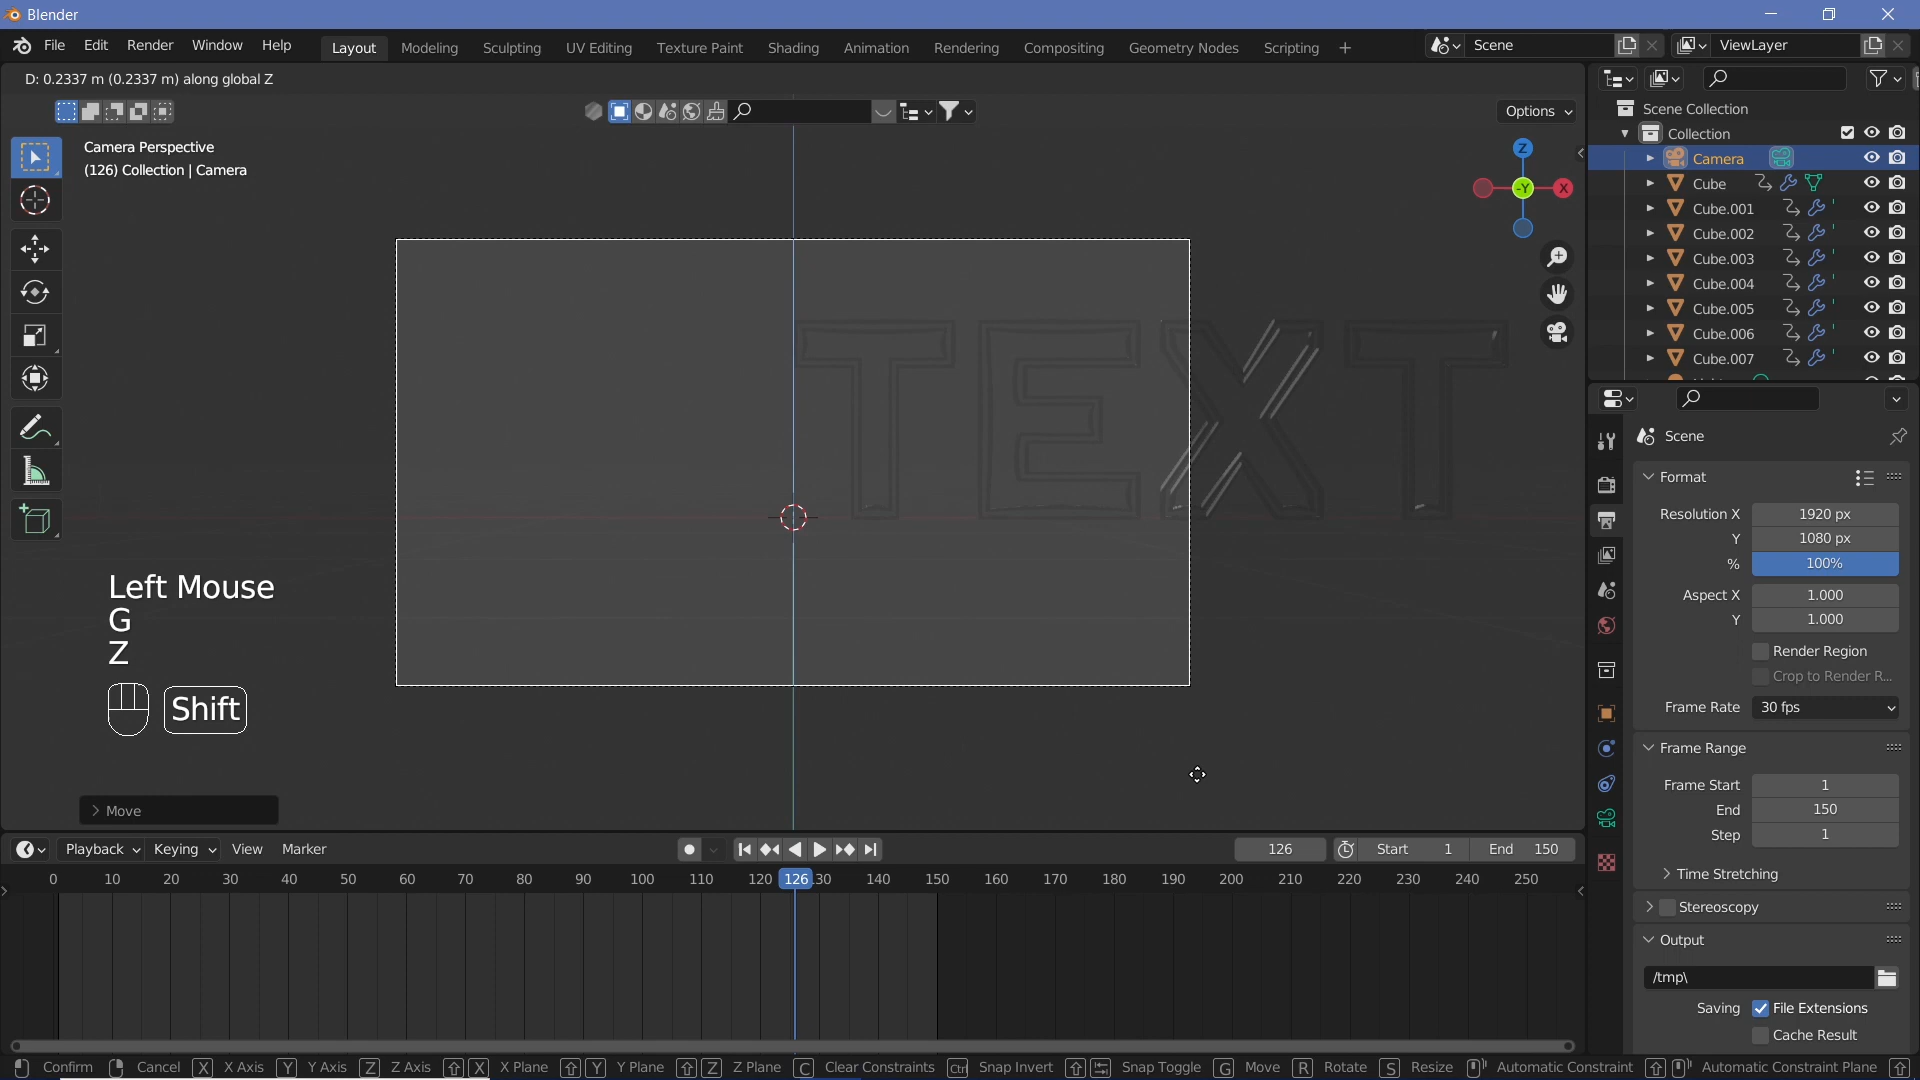 Blender
File Edit Render Window Help
Layout Modeling Sculpting UV Editing Texture Paint Shading Animation Rendering Compositing Geometry Nodes Scripting +
Scene
ViewLayer
D: 0.2337 m (0.2337 m) along global Z
Options
Camera Perspective
(126) Collection | Camera
Z
-Y
X
TEXT
Left Mouse
G
Z
Shift
> Move
Scene Collection
Collection
Camera
Cube
Cube.001
Cube.002
Cube.003
Cube.004
Cube.005
Cube.006
Cube.007
Scene
Format
Resolution X 1920 px
Y 1080 px
% 100%
Aspect X 1.000
Y 1.000
Render Region
Crop to Render R...
Frame Rate 30 fps
Frame Range
Frame Start 1
End 150
Step 1
Time Stretching
Stereoscopy
Output
/tmp\
Saving File Extensions
Cache Result
Playback Keying View Marker
126 Start 1 End 150
0 10 20 30 40 50 60 70 80 90 100 110 120 126 30 140 150 160 170 180 190 200 210 220 230 240 250
Confirm Cancel X X Axis Y Y Axis Z Z Axis X X Plane Y Y Plane Z Z Plane C Clear Constraints Ctrl Snap Invert Snap Toggle G Move R Rotate S Resize Automatic Constraint Automatic Constraint Plane